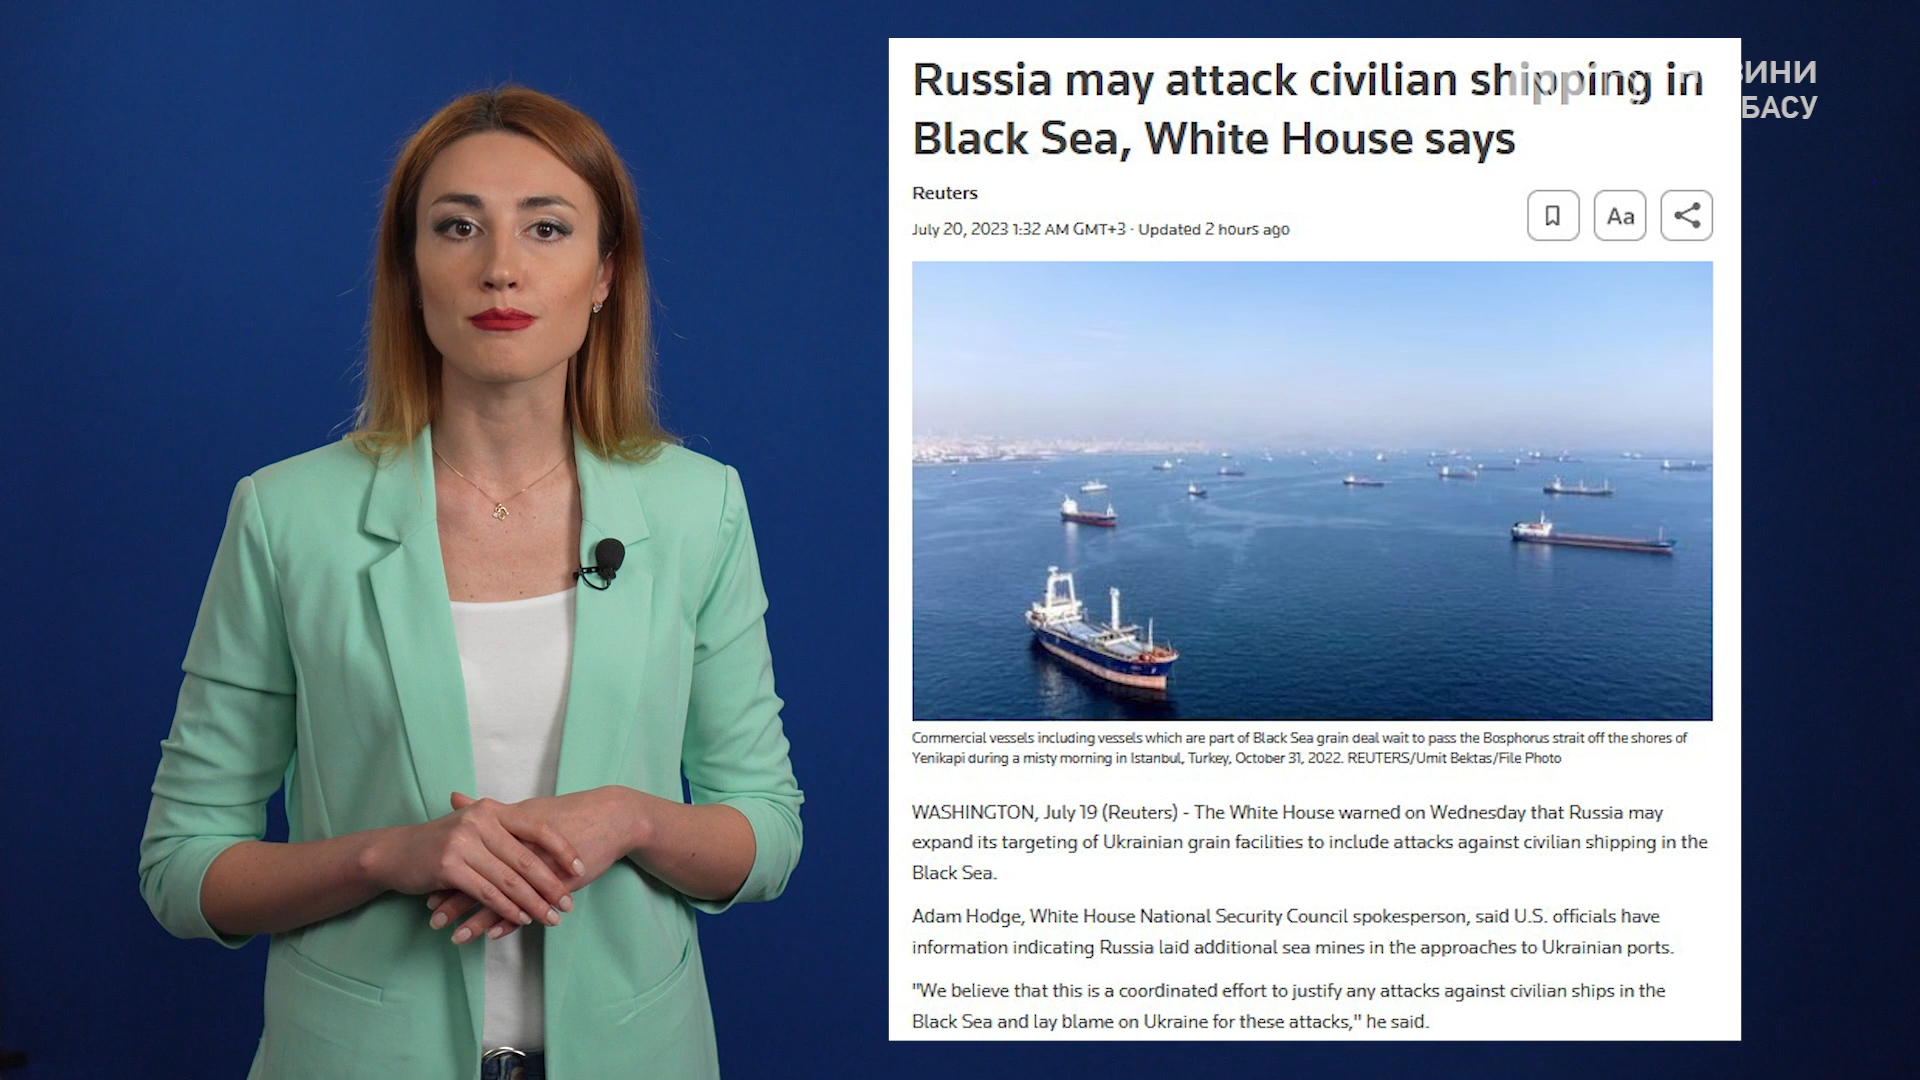 Russia may attack civilian shipping in
Black Sea, White House says
ВИНИ
БАСУ
Reuters
July 20, 2023 1:32 AM GMT+3 · Updated 2 hours ago
Aa
Commercial vessels including vessels which are part of Black Sea grain deal wait to pass the Bosphorus strait off the shores of
Yenikapi during a misty morning in Istanbul, Turkey, October 31, 2022. REUTERS/Umit Bektas/File Photo
WASHINGTON, July 19 (Reuters) - The White House warned on Wednesday that Russia may
expand its targeting of Ukrainian grain facilities to include attacks against civilian shipping in the
Black Sea.
Adam Hodge, White House National Security Council spokesperson, said U.S. officials have
information indicating Russia laid additional sea mines in the approaches to Ukrainian ports.
"We believe that this is a coordinated effort to justify any attacks against civilian ships in the
Black Sea and lay blame on Ukraine for these attacks," he said.